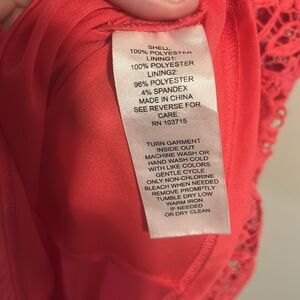 SHELL:
100% POLYESTER
LINING1:
100% POLYESTER
LINING2:
96% POLYESTER
4% SPANDEX
MADE IN CHINA
SEE REVERSE FOR
CARE
RN 103715
TURN GARMENT
INSIDE OUT
MACHINE WASH OR
HAND WASH COLD
WITH LIKE COLORS
GENTLE CYCLE
ONLY NON-CHLORINE
BLEACH WHEN NEEDED
REMOVE PROMPTLY
TUMBLE DRY LOW
WARM IRON
IF NEEDED
OR DRY CLEAN